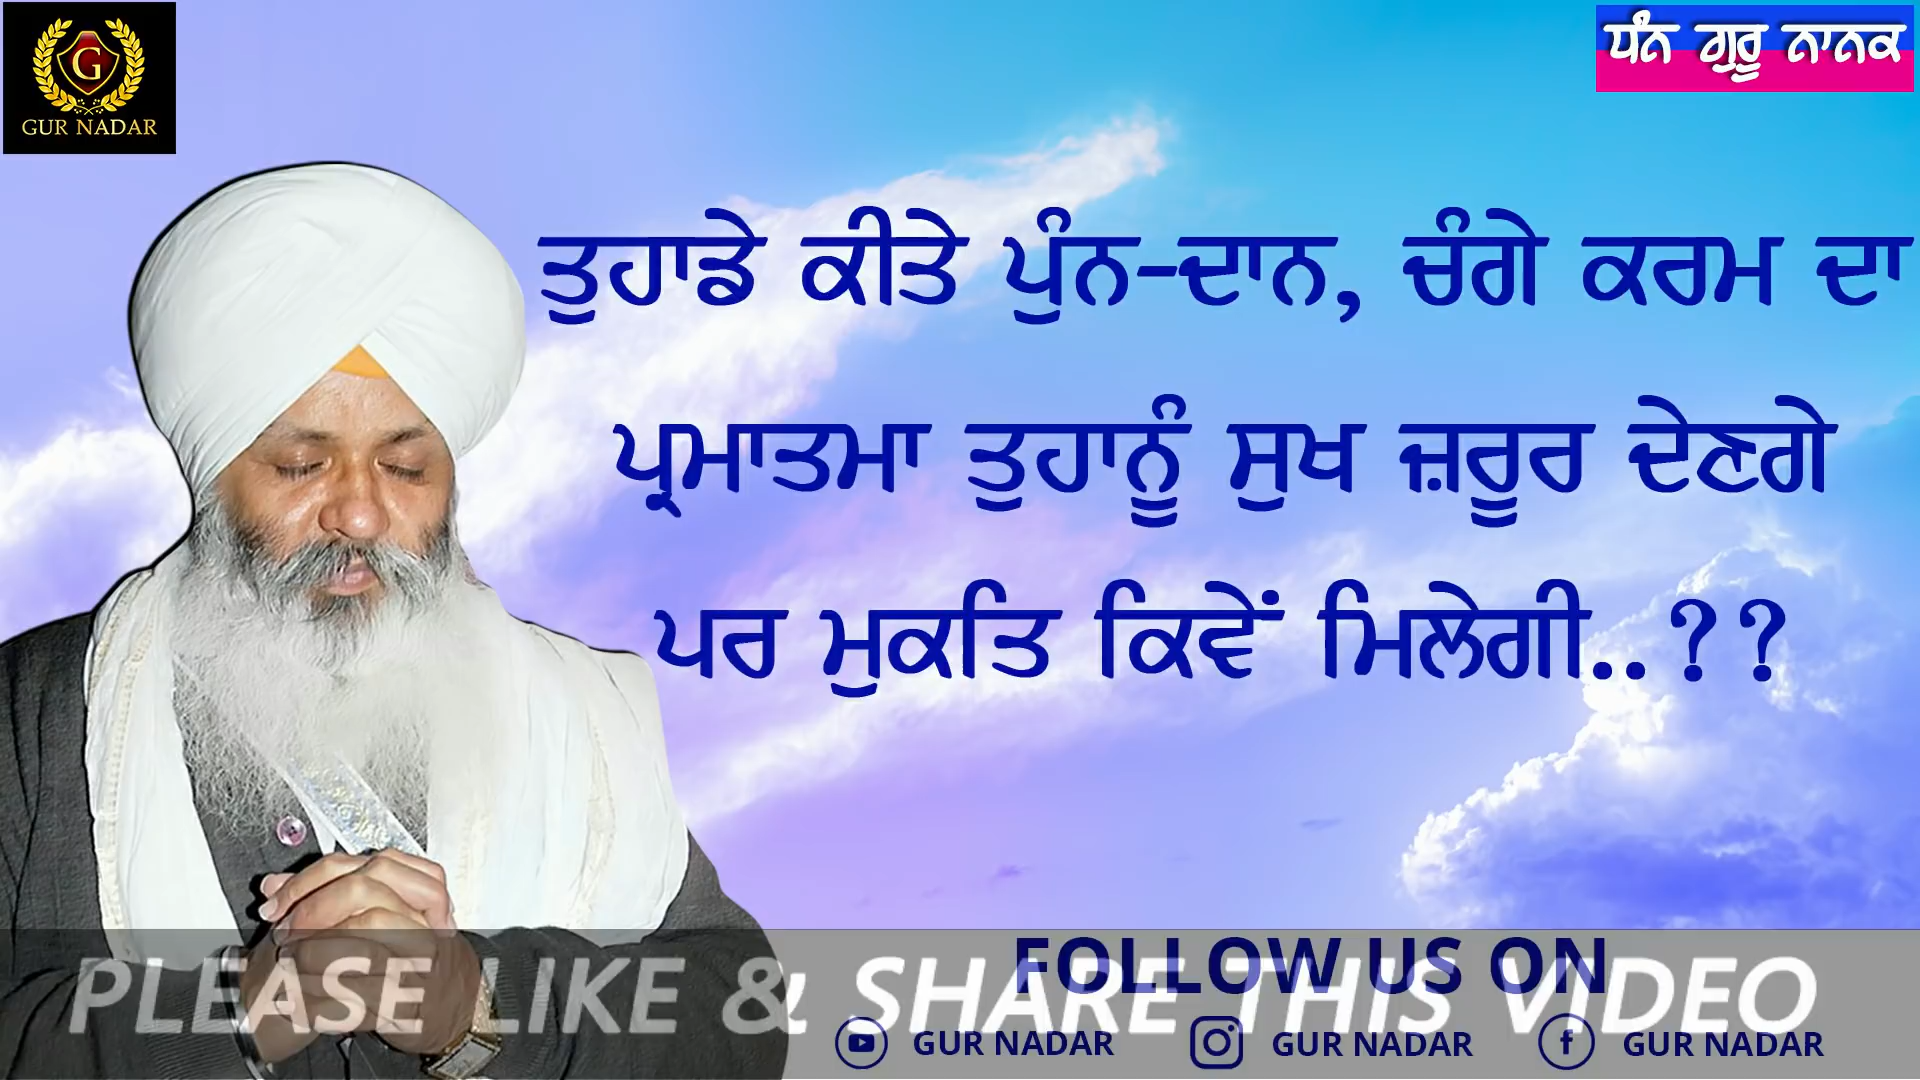 G
GUR NADAR
ਧੰਨ ਗੁਰੂ ਨਾਨਕ
ਤੁਹਾਡੇ ਕੀਤੇ ਪੁੰਨ-ਦਾਨ, ਚੰਗੇ ਕਰਮ ਦਾ
ਪ੍ਰਮਾਤਮਾ ਤੁਹਾਨੂੰ ਸੁਖ ਜ਼ਰੂਰ ਦੇਣਗੇ
ਪਰ ਮੁਕਤਿ ਕਿਵੇਂ ਮਿਲੇਗੀ..??
FOLLOW US ON
PLEASE LIKE & SHARE THIS VIDEO
GUR NADAR GUR NADAR GUR NADAR